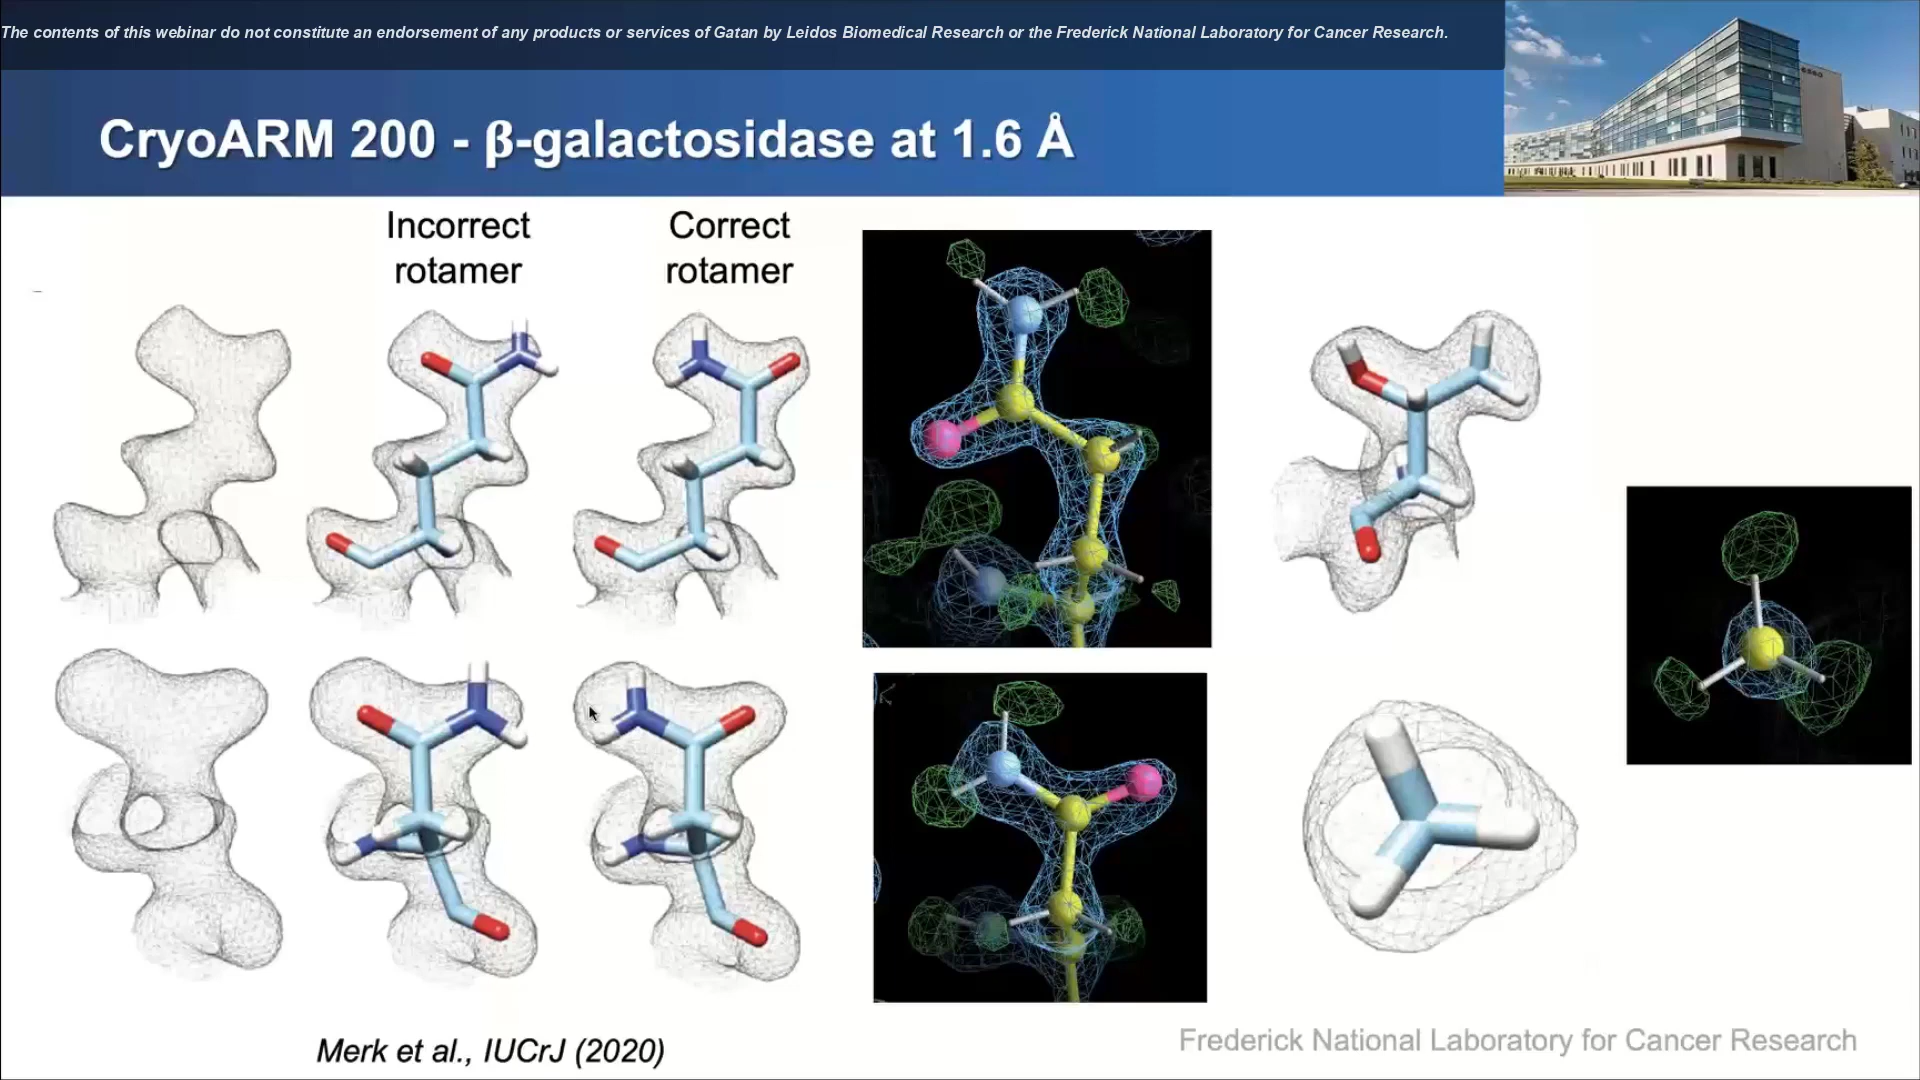 The contents of this webinar do not constitute an endorsement of any products or services of Gatan by Leidos Biomedical Research or the Frederick National Laboratory for Cancer Research.
CryoARM 200 - β-galactosidase at 1.6 Å
Incorrect
rotamer
Correct
rotamer
Merk et al., IUCrJ (2020)
Frederick National Laboratory for Cancer Research